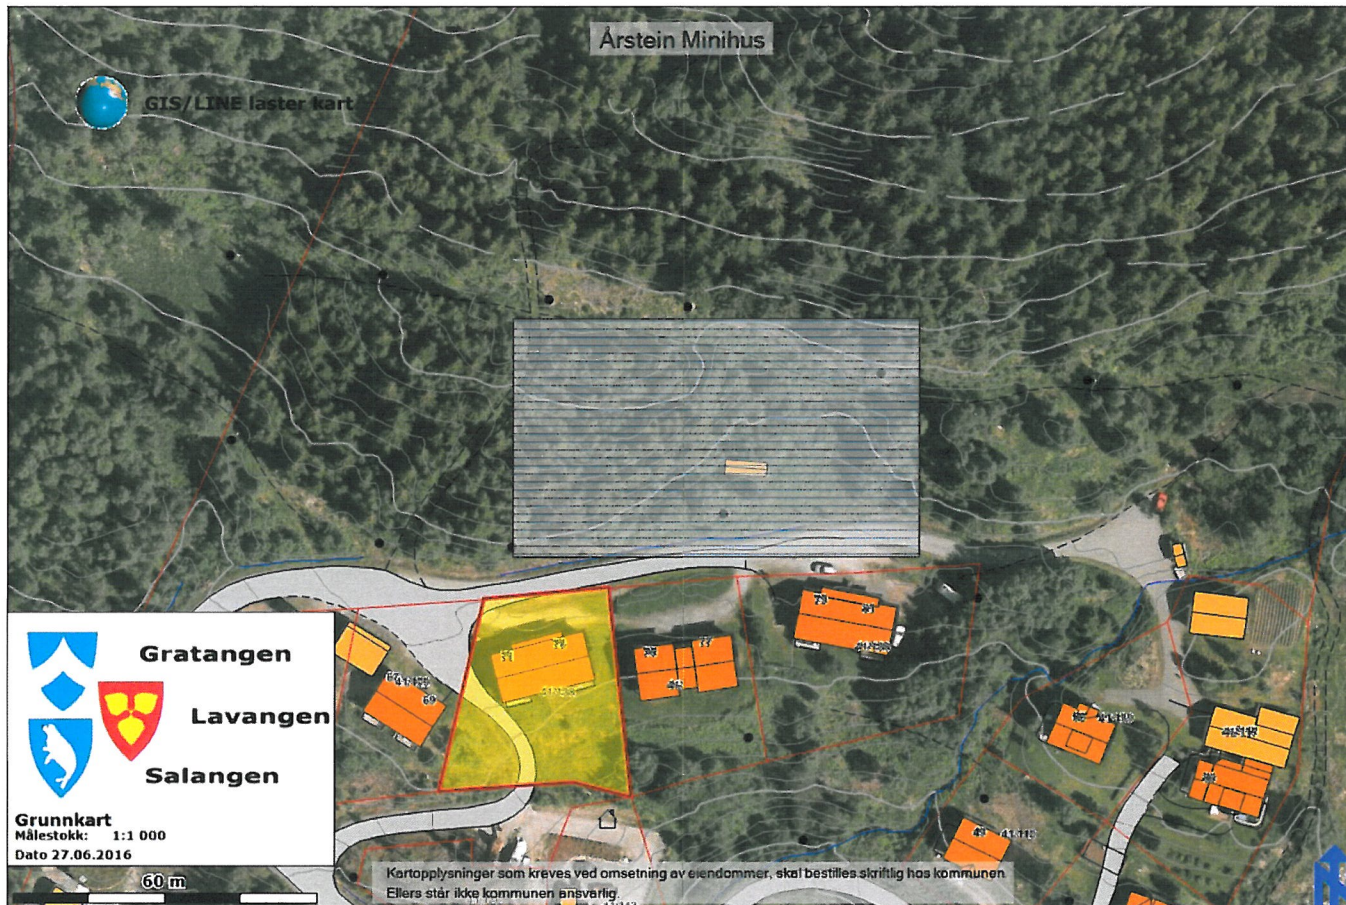 Årstein Minihus
GIS/LINE laster kart
Gratangen
Lavangen
Salangen
Grunnkart
Målestokk: 1:1 000
Dato 27.06.2016
60 m
Kartopplysninger som kreves ved omsetning av eiendommer, skal bestilles skriftlig hos kommunen
Ellers står ikke kommunen ansvarlig.
69